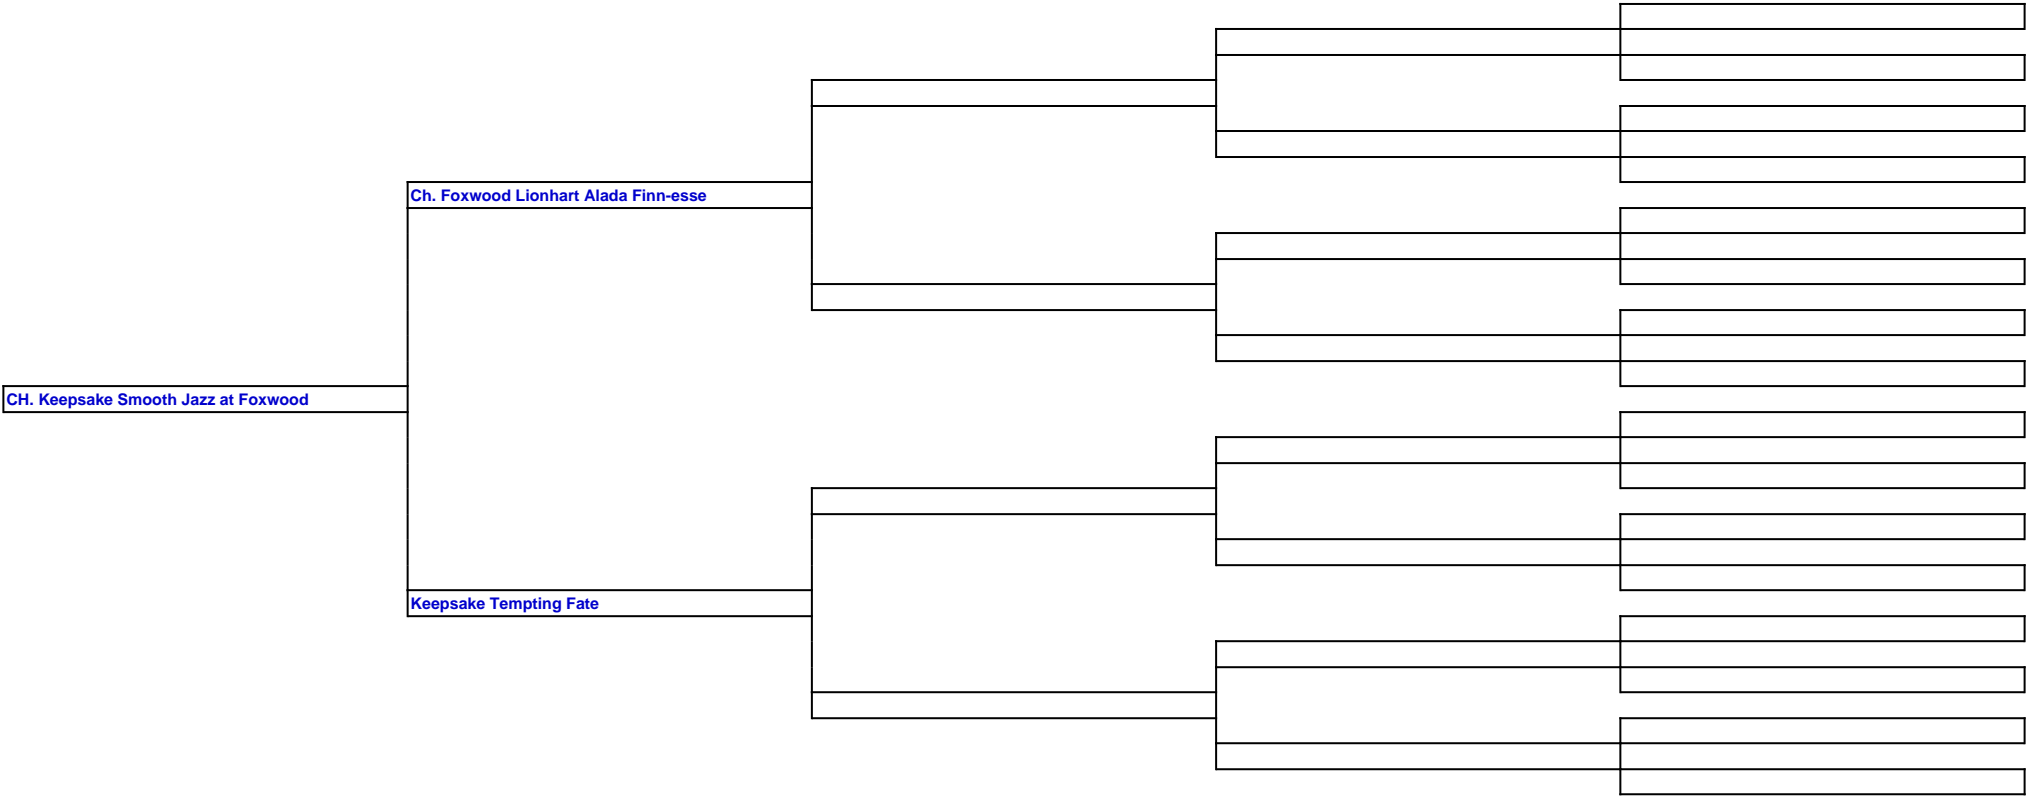 Ch. Foxwood Lionhart Alada Finn-esse
CH. Keepsake Smooth Jazz at Foxwood
Keepsake Tempting Fate